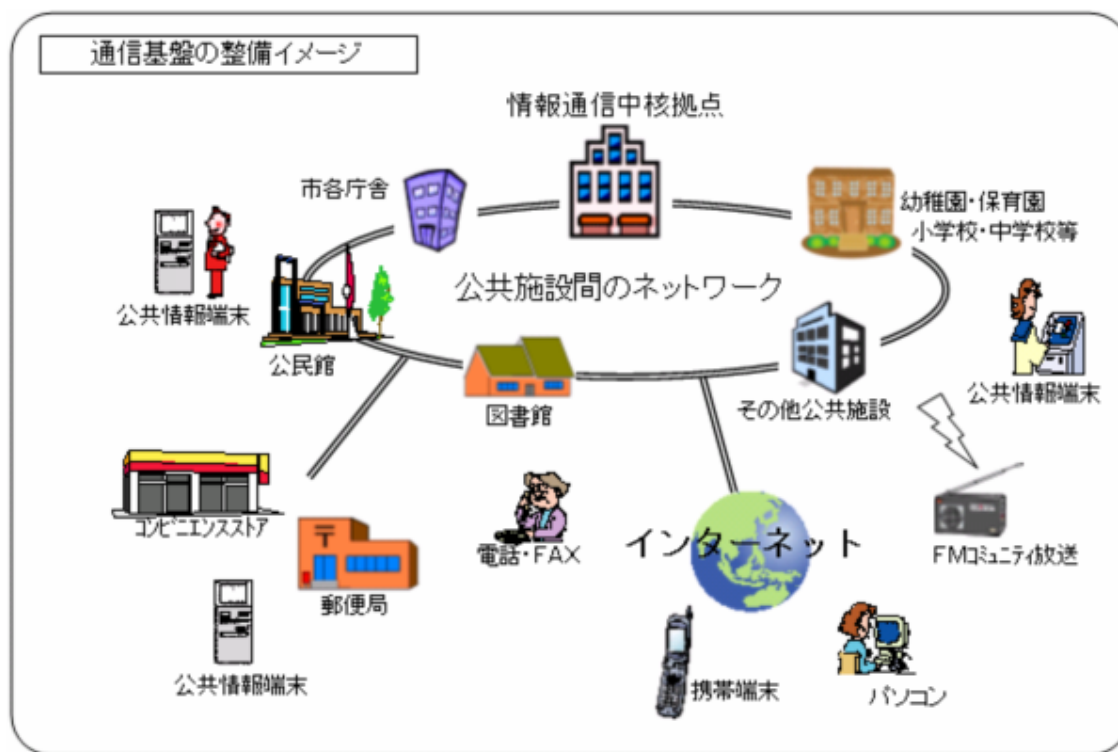 通信基盤の整備イメージ
情報通信中核拠点
市各庁舎
幼稚園・保育園
小学校・中学校等
公共情報端末
公共施設間のネットワーク
公民館
図書館
その他公共施設
公共情報端末
コンビニエンスストア
電話・FAX
インターネット
FMコミュニティ放送
郵便局
公共情報端末
携帯端末
パソコン